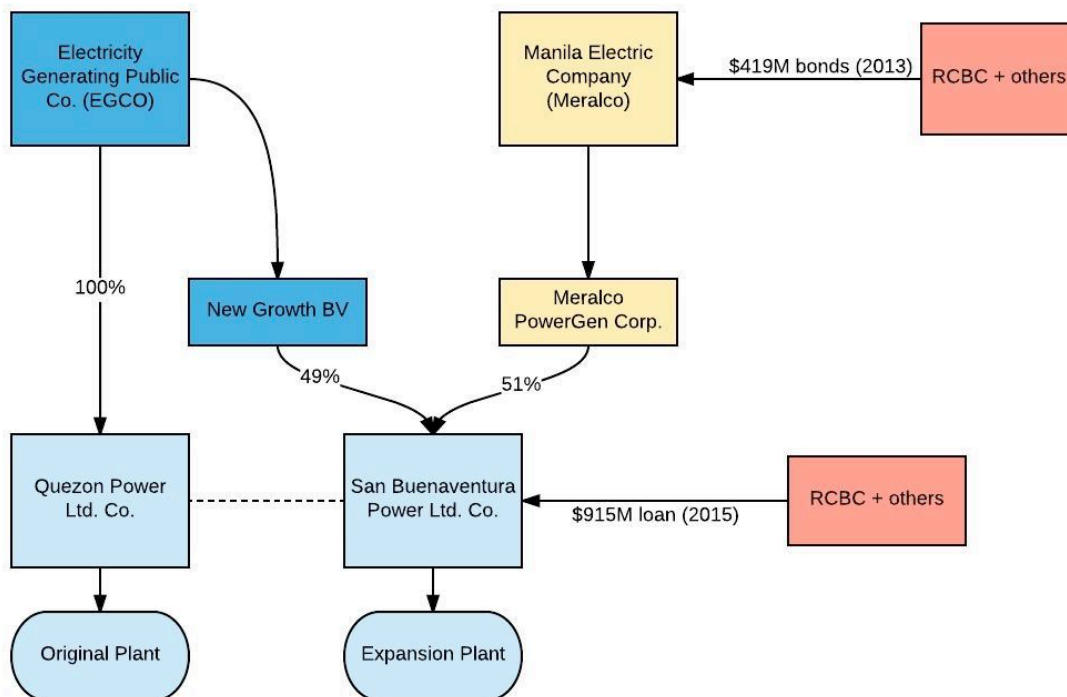 Electricity
Generating Public
Co. (EGCO)
Manila Electric
Company
(Meralco)
$419M bonds (2013)
RCBC + others
100%
New Growth BV
Meralco
PowerGen Corp.
49%
51%
Quezon Power
Ltd. Co.
San Buenaventura
Power Ltd. Co.
$915M loan (2015)
RCBC + others
Original Plant
Expansion Plant